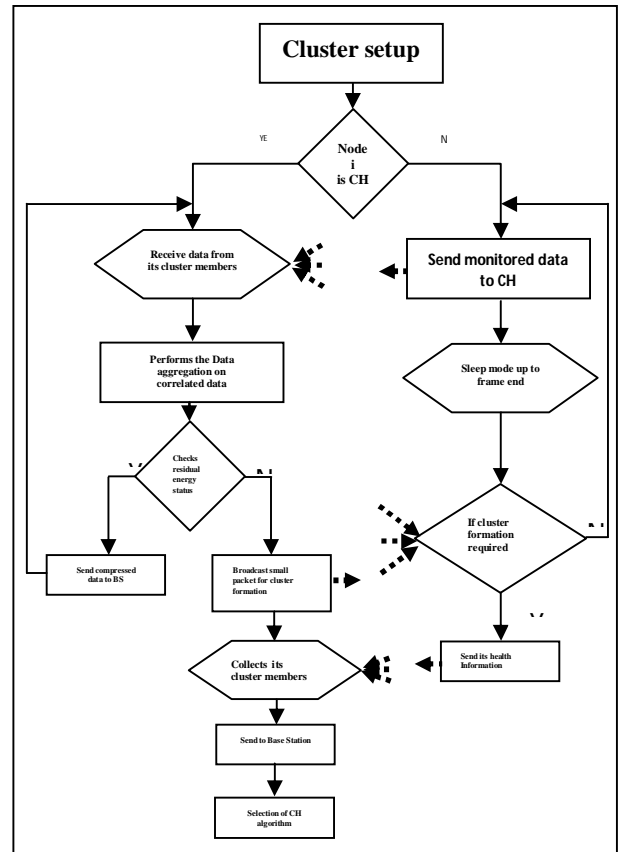 Cluster setup
Node
i
is CH
YE
N
Receive data from
its cluster members
Send monitored data
to CH
Performs the Data
aggregation on
correlated data
Sleep mode up to
frame end
Checks
residual
energy
status
If cluster
formation
required
Send compressed
data to BS
Broadcast small
packet for cluster
formation
Collects its
cluster members
Send its health
Information
Send to Base Station
Selection of CH
algorithm